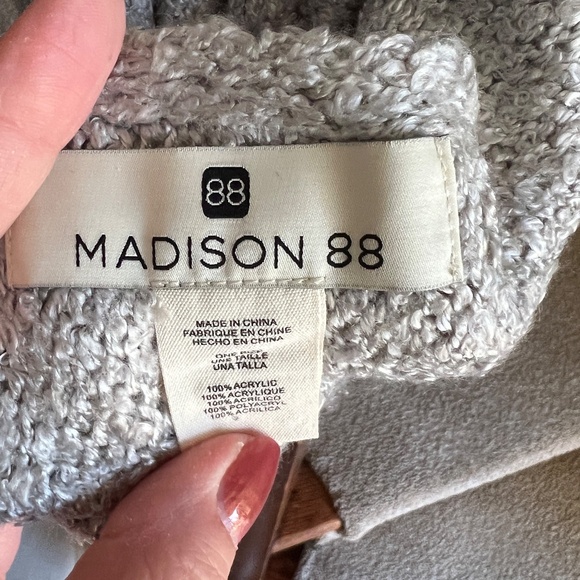 88
MADISON 88
MADE IN CHINA
FABRIQUE EN CHINE
HECHO EN CHINA
ONE SIZE
UNE TAILLE
UNA TALLA
100% ACRYLIC
100% ACRYLIQUE
100% ACRILICO
100% POLYACRYL
100% ACRILICA